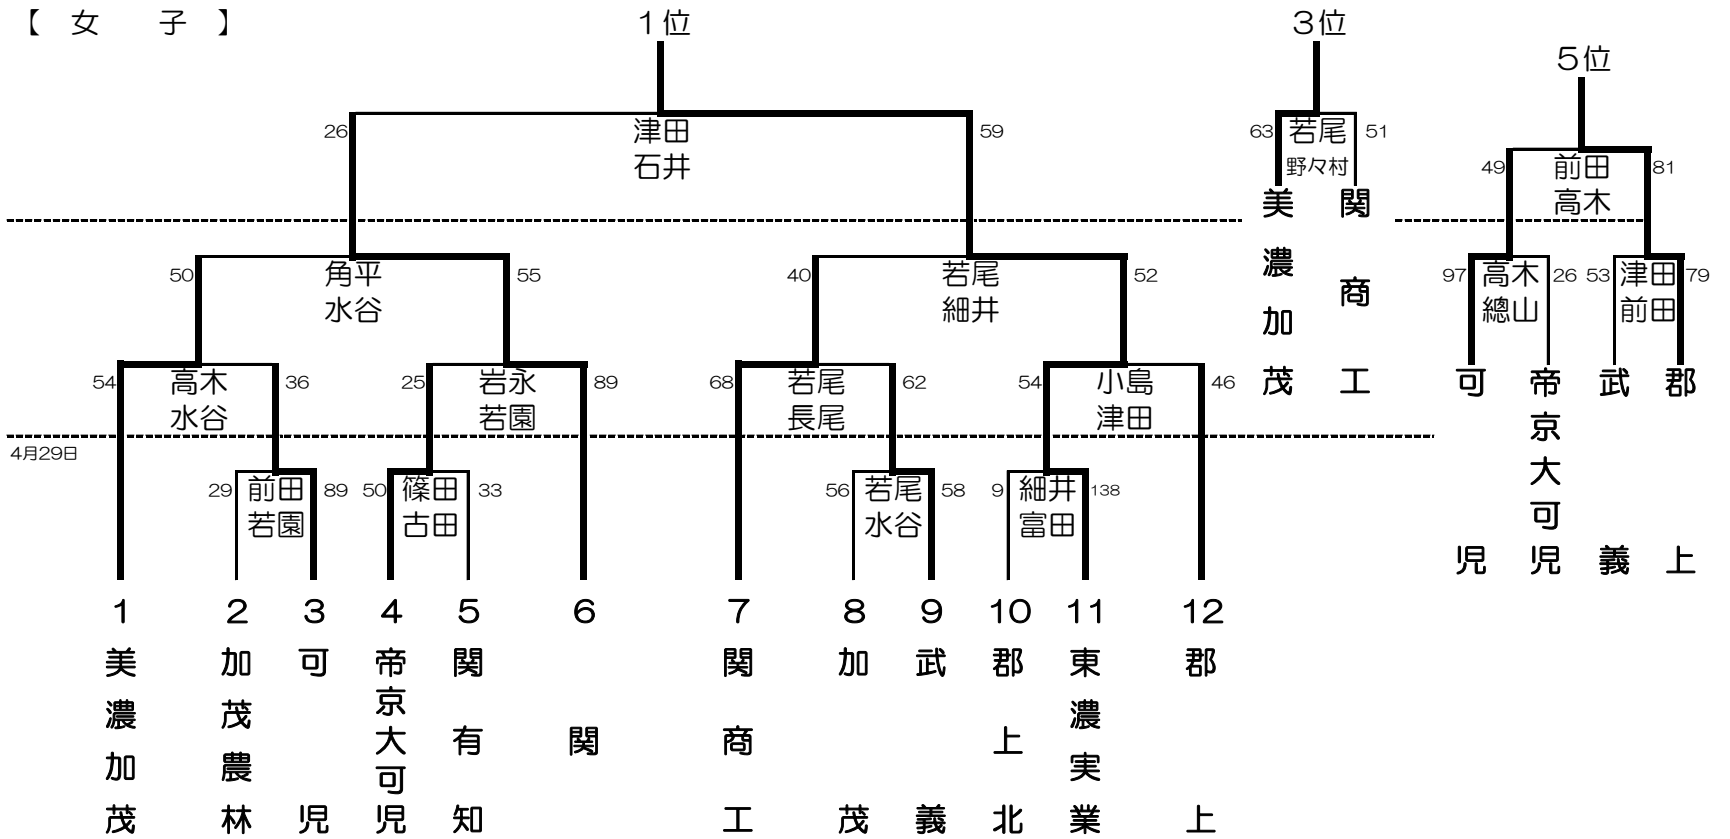 【 女 子 】
1位
3位
5位
26
津田
石井
59
63
若尾
野々村
51
49
前田
高木
81
美濃加茂
関商工
50
角平
水谷
55
40
若尾
細井
52
97
高木
總山
26
53
津田
前田
79
54
高木
水谷
36
25
岩永
若園
89
68
若尾
長尾
62
54
小島
津田
46
可児
帝京大可児
武義
郡上
4月29日
29
前田
若園
89
50
篠田
古田
33
56
若尾
水谷
58
9
細井
富田
138
1 2 3 4 5 6 7 8 9 10 11 12
美濃加茂
加茂農林
可児
帝京大可児
関有知
関
関商工
加茂
武義
郡上北
東濃実業
郡上